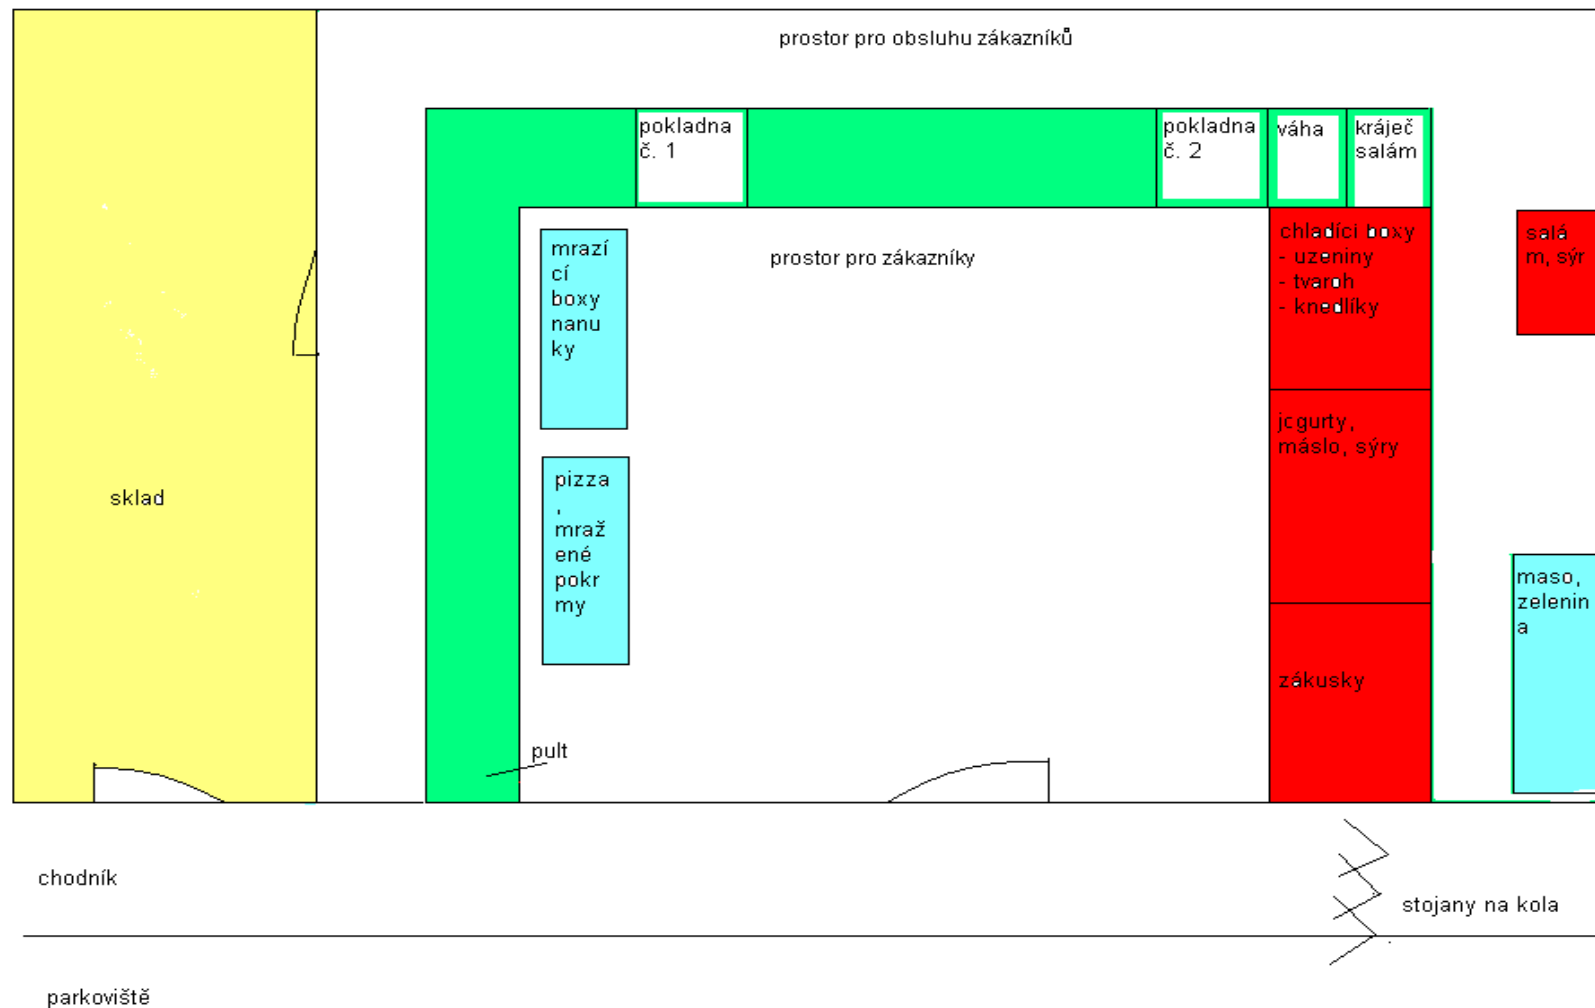 prostor pro obsluhu zákazníků
pokladna
č. 1
pokladna
č. 2
váha
kráječ
salám
mrazí
cí
boxy
nanu
ky
prostor pro zákazníky
chladíci boxy
- uzeniny
- tvaroh
- knedlíky
salá
m, sýr
jogurty,
máslo, sýry
sklad
pizza
,
mraž
ené
pokr
my
maso,
zelenin
a
zákusky
pult
chodník
stojany na kola
parkoviště